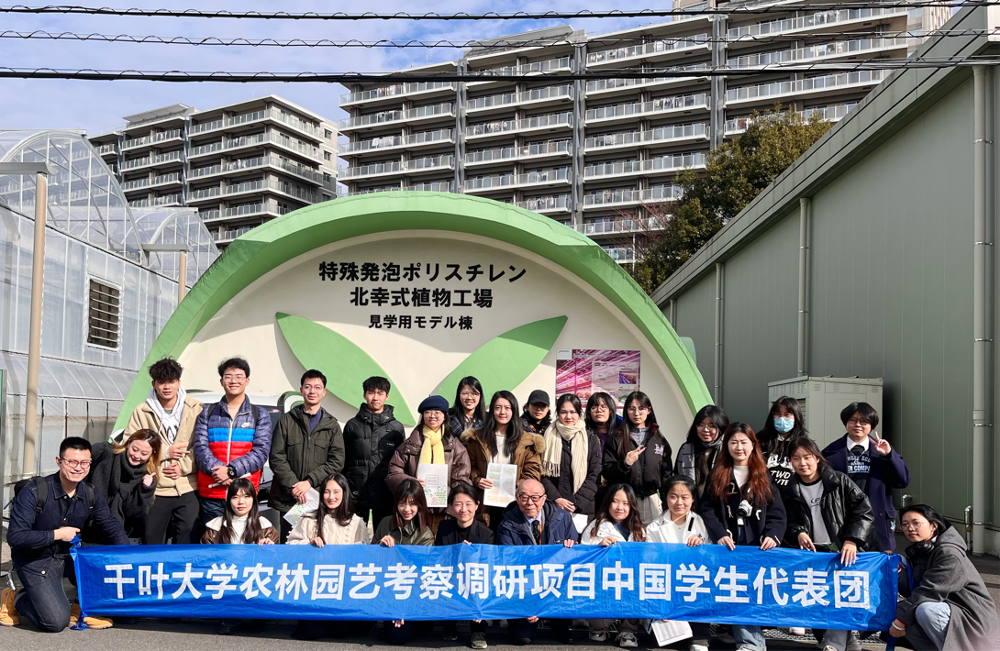 特殊発泡ポリスチレン
北幸式植物工場
見学用モデル棟
千叶大学农林园艺考察调研项目中国学生代表团